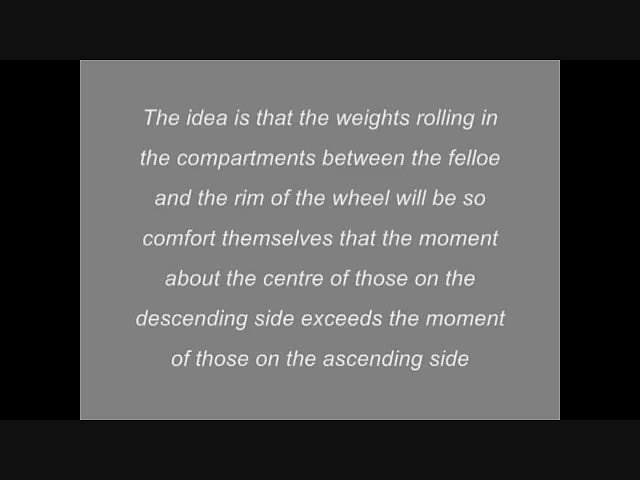 The idea is that the weights rolling in
the compartments between the felloe
and the rim of the wheel will be so
comfort themselves that the moment
about the centre of those on the
descending side exceeds the moment
of those on the ascending side